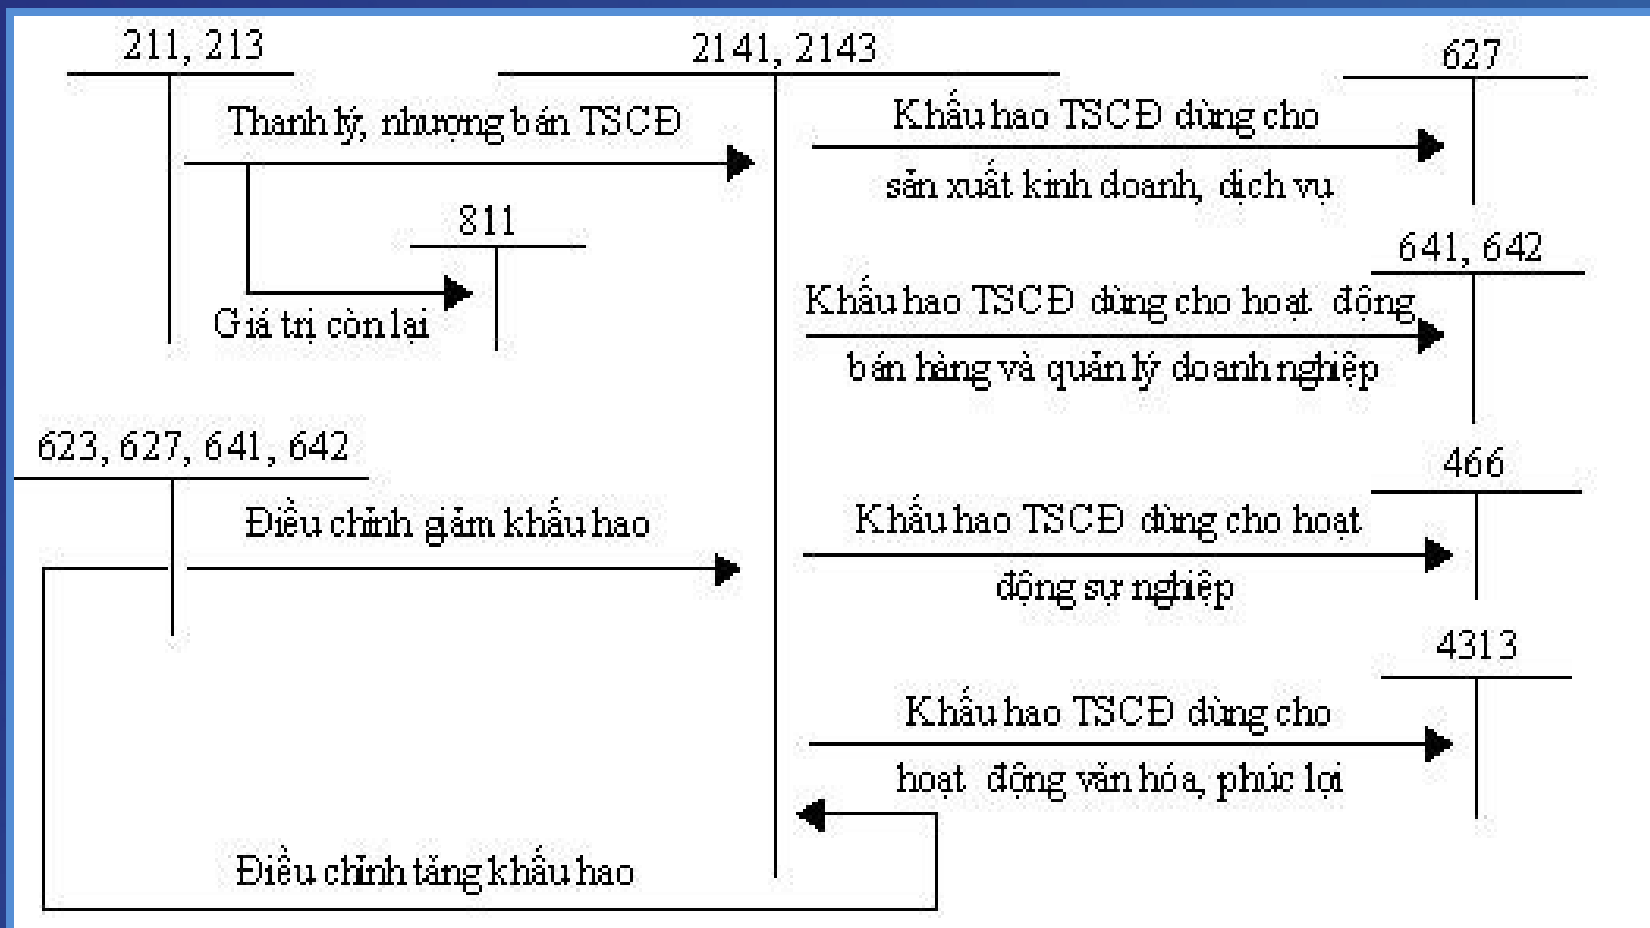 211, 213
2141, 2143
627
Thanh lý, nhượng bán TSCĐ
Khấu hao TSCĐ dùng cho
sản xuất kinh doanh, dịch vụ
811
Giá trị còn lại
641, 642
Khấu hao TSCĐ dùng cho hoạt động
bán hàng và quản lý doanh nghiệp
623, 627, 641, 642
Điều chỉnh giảm khấu hao
466
Khấu hao TSCĐ dùng cho hoạt
động sự nghiệp
4313
Khấu hao TSCĐ dùng cho
hoạt động văn hóa, phúc lợi
Điều chỉnh tăng khấu hao